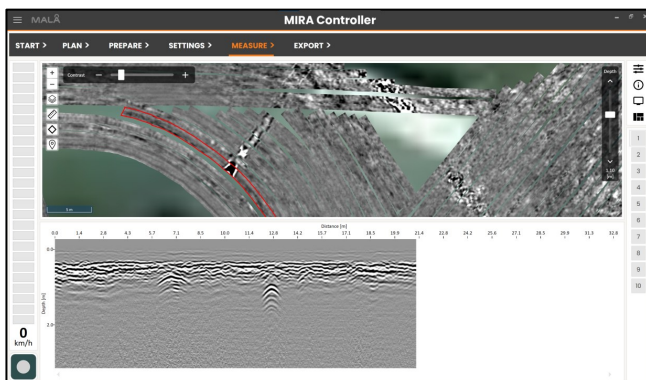 MALÅ
MIRA Controller
START > PLAN > PREPARE > SETTINGS > MEASURE > EXPORT >
Contrast
Depth
1.10
[m]
5 m
Distance [m]
0.0 1.4 2.8 4.3 5.7 7.1 8.5 10.0 11.4 12.8 14.2 15.7 17.1 18.5 19.9 21.4 22.8 24.2 25.6 27.1 28.5 29.9 31.3 32.8
0.0
Depth [m]
2.0
0
km/h
1
2
3
4
5
6
7
8
9
10